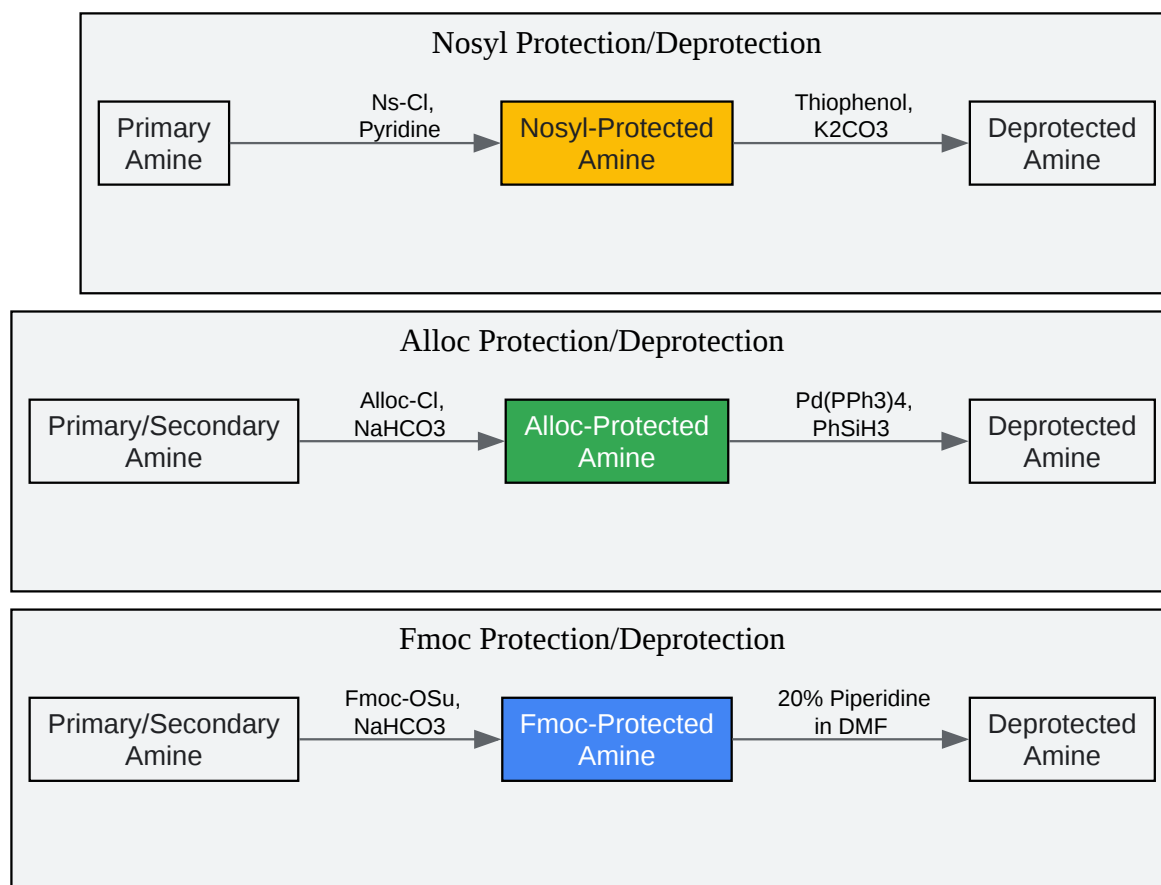 Nosyl Protection/Deprotection
Primary
Amine
Ns-Cl,
Pyridine
Nosyl-Protected
Amine
Thiophenol,
K2CO3
Deprotected
Amine
Alloc Protection/Deprotection
Primary/Secondary
Amine
Alloc-Cl,
NaHCO3
Alloc-Protected
Amine
Pd(PPh3)4,
PhSiH3
Deprotected
Amine
Fmoc Protection/Deprotection
Primary/Secondary
Amine
Fmoc-OSu,
NaHCO3
Fmoc-Protected
Amine
20% Piperidine
in DMF
Deprotected
Amine